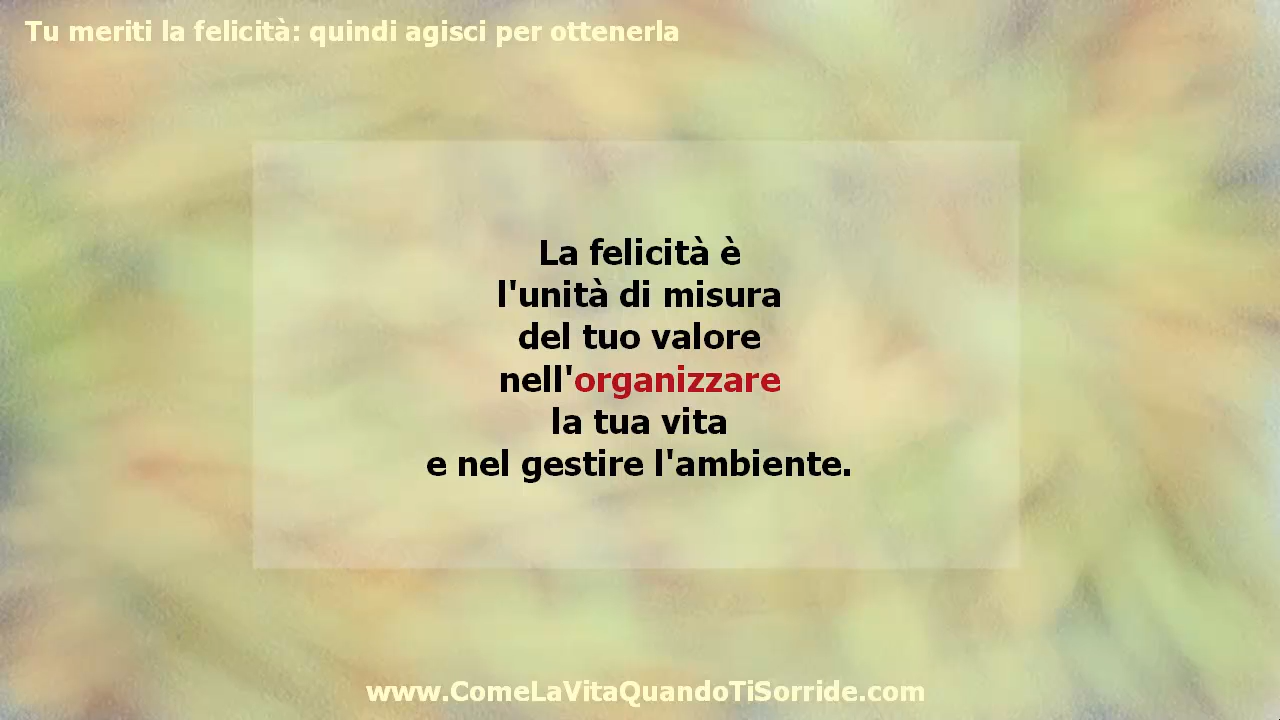 Tu meriti la felicità: quindi agisci per ottenerla
La felicità è
l'unità di misura
del tuo valore
nell'organizzare
la tua vita
e nel gestire l'ambiente.
www.ComeLaVitaQuandoTiSorride.com